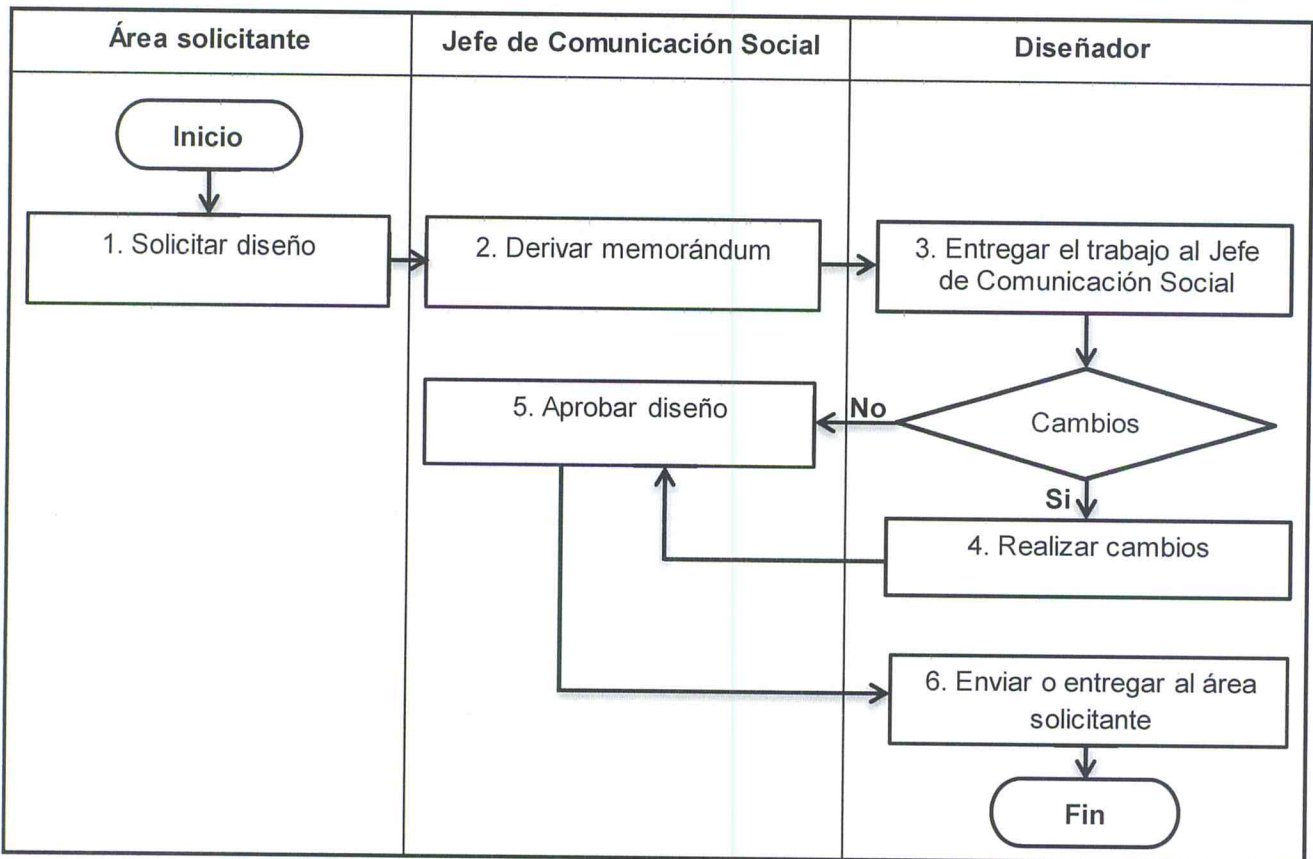 Área solicitante
Jefe de Comunicación Social
Diseñador
Inicio
1. Solicitar diseño
2. Derivar memorándum
3. Entregar el trabajo al Jefe
de Comunicación Social
Cambios
No
Si
5. Aprobar diseño
4. Realizar cambios
6. Enviar o entregar al área
solicitante
Fin